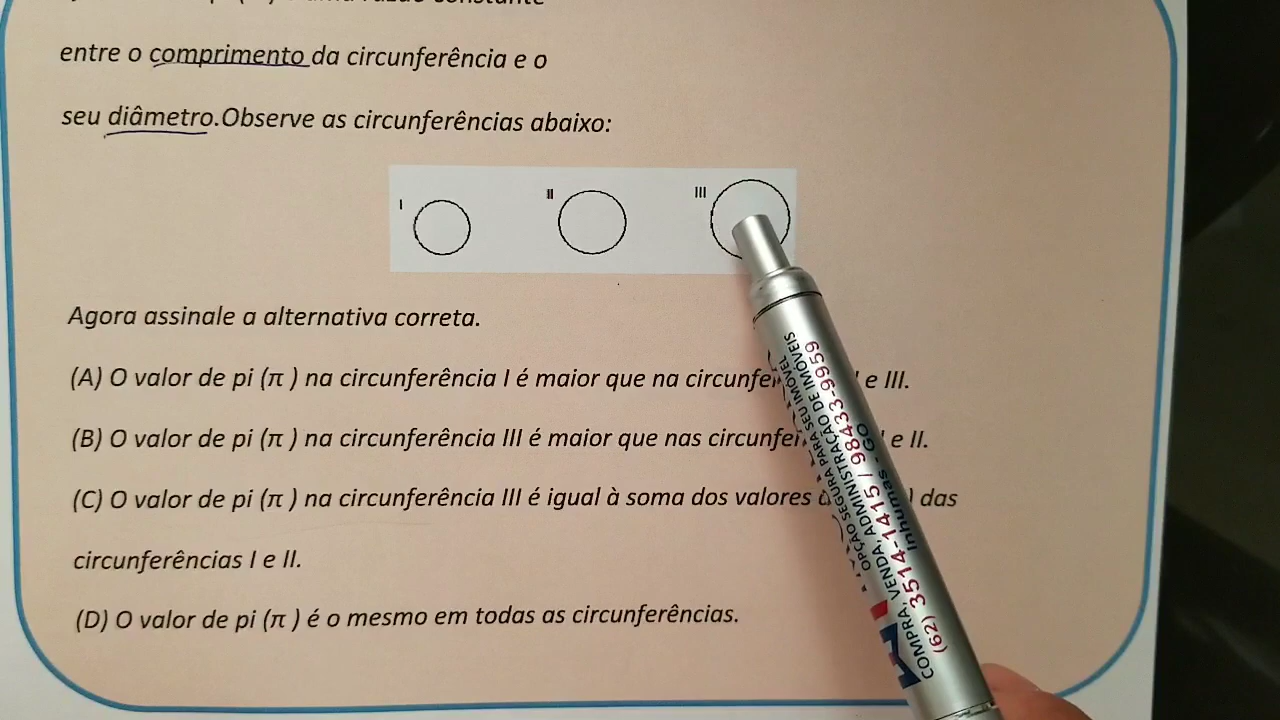 entre o comprimento da circunferência e o
seu diâmetro.Observe as circunferências abaixo:
I
II
III
Agora assinale a alternativa correta.
(A) O valor de pi (π ) na circunferência I é maior que na e III.
(B) O valor de pi (π ) na circunferência III é maior que nas e II.
(C) O valor de pi (π ) na circunferência III é igual à soma dos valores das
circunferências I e II.
(D) O valor de pi (π ) é o mesmo em todas as circunferências.
OPÇÃO SEGURA PARA SEU IMÓVEL
COMPRA, VENDA, ADMINISTRAÇÃO DE IMÓVEIS
(62) 3514-1415 / 98433-9959
Inhumas - GO